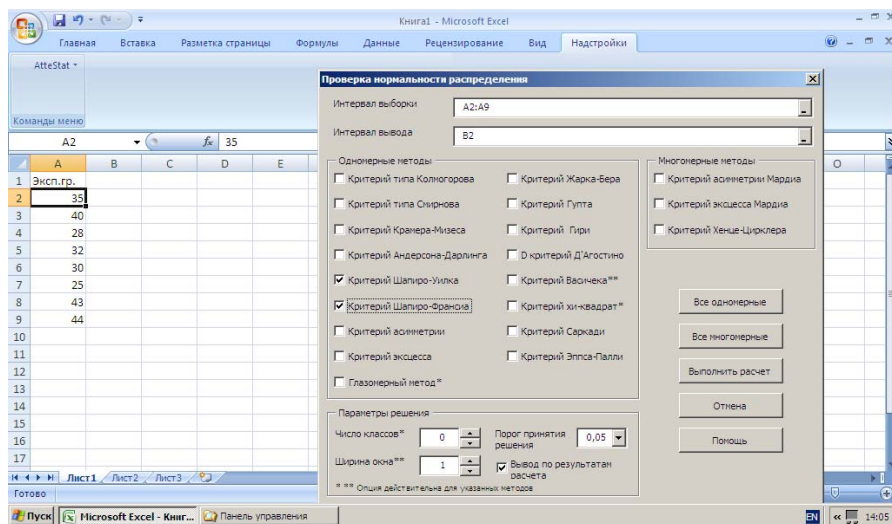 Книга1 - Microsoft Excel
Главная Вставка Разметка страницы Формулы Данные Рецензирование Вид Надстройки
AtteStat
Команды меню
A2 fx 35
A B C D E O
1 Эксп.гр.
2 35
3 40
4 28
5 32
6 30
7 25
8 43
9 44
10
11
12
13
14
15
16
17
Лист1 Лист2 Лист3
Готово
Проверка нормальности распределения
Интервал выборки A2:A9
Интервал вывода B2
Одномерные методы
Критерий типа Колмогорова Критерий Жарка-Бера
Критерий типа Смирнова Критерий Гупта
Критерий Крамера-Мизеса Критерий Гири
Критерий Андерсона-Дарлинга D критерий Д'Агостино
Критерий Шапиро-Уилка Критерий Васичека**
Критерий Шапиро-Франсиа Критерий хи-квадрат*
Критерий асимметрии Критерий Саркади
Критерий эксцесса Критерий Эппса-Палли
Глазомерный метод*
Многомерные методы
Критерий асимметрии Мардиа
Критерий эксцесса Мардиа
Критерий Хенце-Цирклера
Все одномерные
Все многомерные
Выполнить расчет
Отмена
Помощь
Параметры решения
Число классов* 0 Порог принятия решения 0,05
Ширина окна** 1 Вывод по результатам расчета
* ** Опция действительна для указанных методов
Пуск Microsoft Excel - Книг... Панель управления EN 14:05